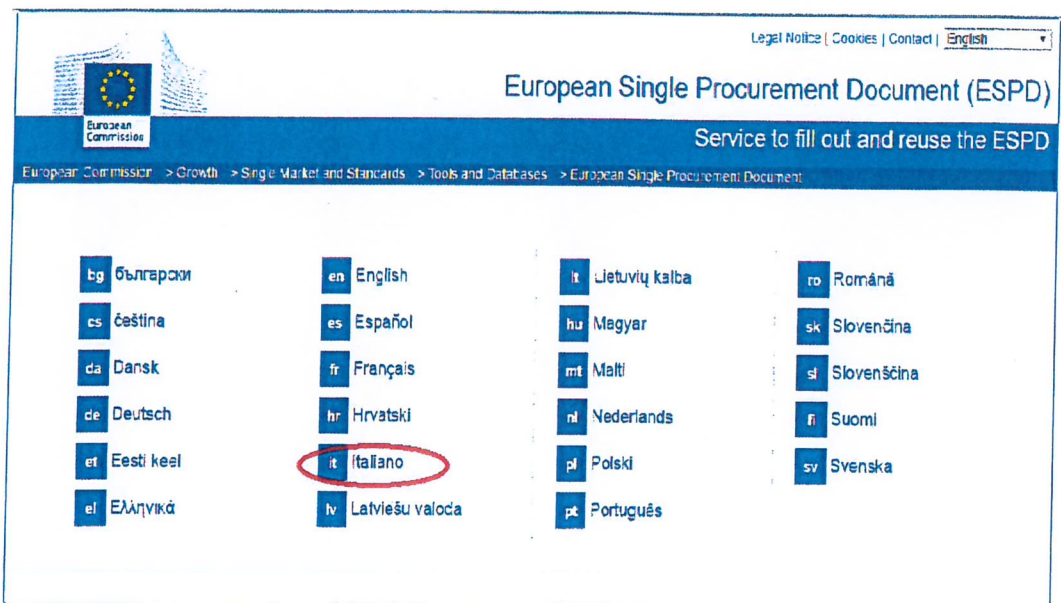 Legal Notice | Cookies | Contact | English
European Single Procurement Document (ESPD)
European
Commission
Service to fill out and reuse the ESPD
European Commission > Growth > Single Market and Standards > Tools and Databases > European Single Procurement Document
bg български
cs čeština
da Dansk
de Deutsch
et Eesti keel
el Ελληνικά
en English
es Español
fr Français
hr Hrvatski
it Italiano
lv Latviešu valoda
lt Lietuvių kalba
hu Magyar
mt Malti
nl Nederlands
pl Polski
pt Português
ro Română
sk Slovenčina
sl Slovenščina
fi Suomi
sv Svenska